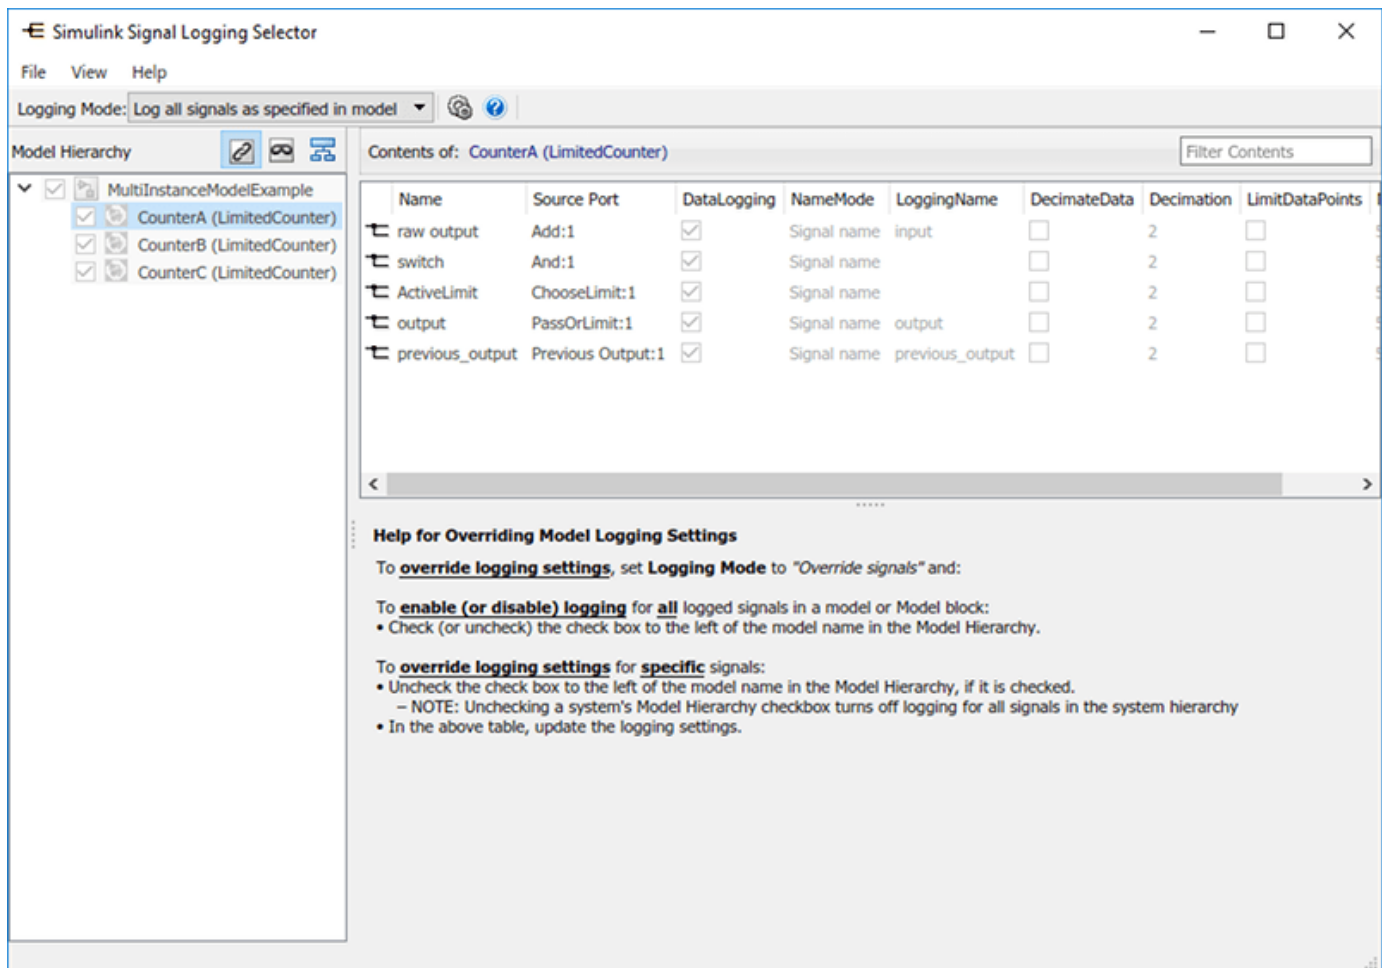 Simulink Signal Logging Selector
File View Help
Logging Mode: Log all signals as specified in model
Model Hierarchy
Contents of: CounterA (LimitedCounter)
Filter Contents
MultiInstanceModelExample
CounterA (LimitedCounter)
CounterB (LimitedCounter)
CounterC (LimitedCounter)
Name Source Port DataLogging NameMode LoggingName DecimateData Decimation LimitDataPoints
raw output Add:1 Signal name input 2
switch And:1 Signal name 2
ActiveLimit ChooseLimit:1 Signal name 2
output PassOrLimit:1 Signal name output 2
previous_output Previous Output:1 Signal name previous_output 2
Help for Overriding Model Logging Settings
To override logging settings, set Logging Mode to "Override signals" and:
To enable (or disable) logging for all logged signals in a model or Model block:
• Check (or uncheck) the check box to the left of the model name in the Model Hierarchy.
To override logging settings for specific signals:
• Uncheck the check box to the left of the model name in the Model Hierarchy, if it is checked.
– NOTE: Unchecking a system's Model Hierarchy checkbox turns off logging for all signals in the system hierarchy
• In the above table, update the logging settings.